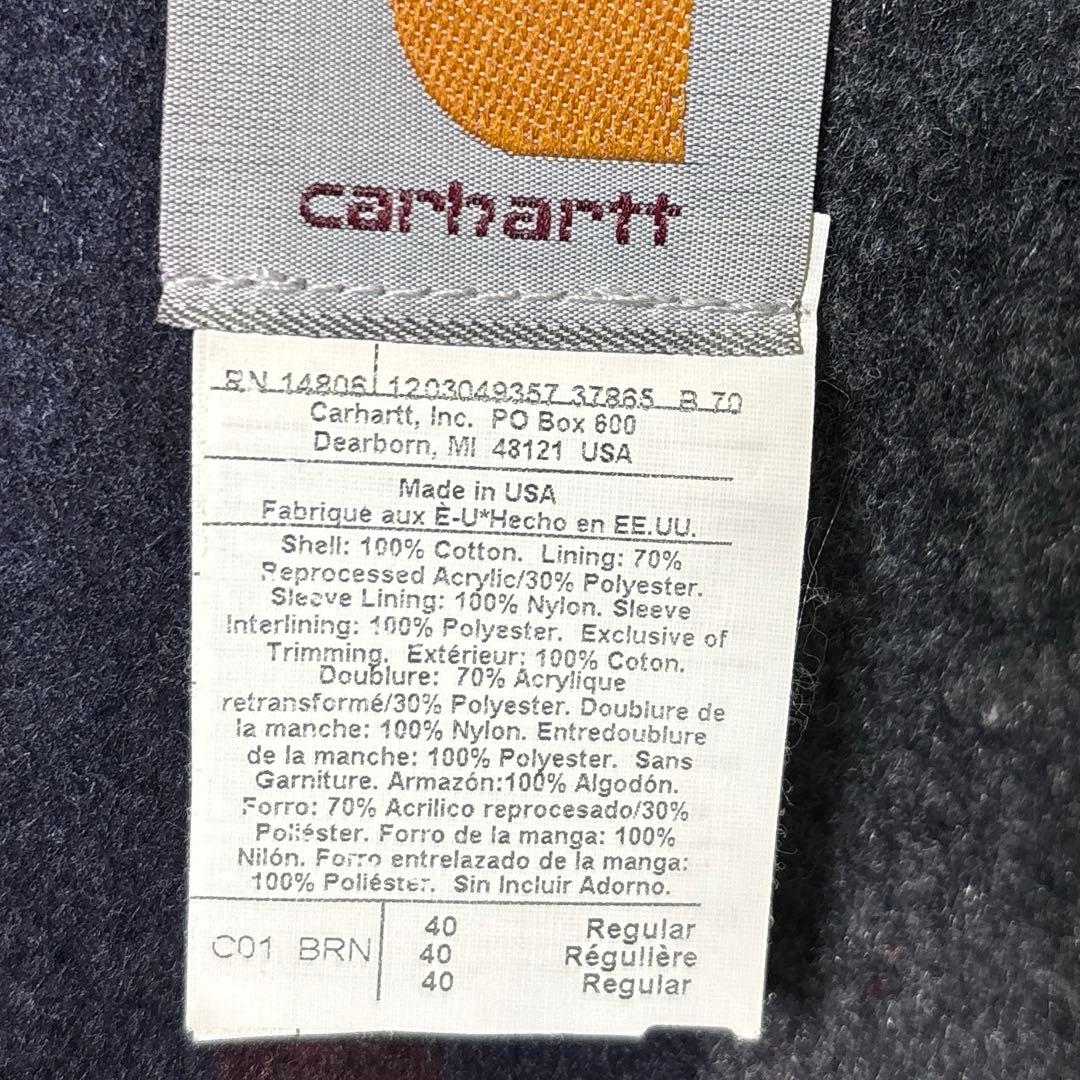 carhartt
RN 14806 1203049357 37865 B 70
Carhartt, Inc. PO Box 600
Dearborn, MI 48121 USA
Made in USA
Fabriqué aux È-U*Hecho en EE.UU.
Shell: 100% Cotton. Lining: 70%
Reprocessed Acrylic/30% Polyester.
Sleeve Lining: 100% Nylon. Sleeve
Interlining: 100% Polyester. Exclusive of
Trimming. Extérieur: 100% Coton.
Doublure: 70% Acrylique
retransformé/30% Polyester. Doublure de
la manche: 100% Nylon. Entredoublure
de la manche: 100% Polyester. Sans
Garniture. Armazón:100% Algodón.
Forro: 70% Acrilico reprocesado/30%
Poliéster. Forro de la manga: 100%
Nilón. Forro entrelazado de la manga:
100% Poliéster. Sin Incluir Adorno.
C01 BRN
40 Regular
40 Régulière
40 Regular